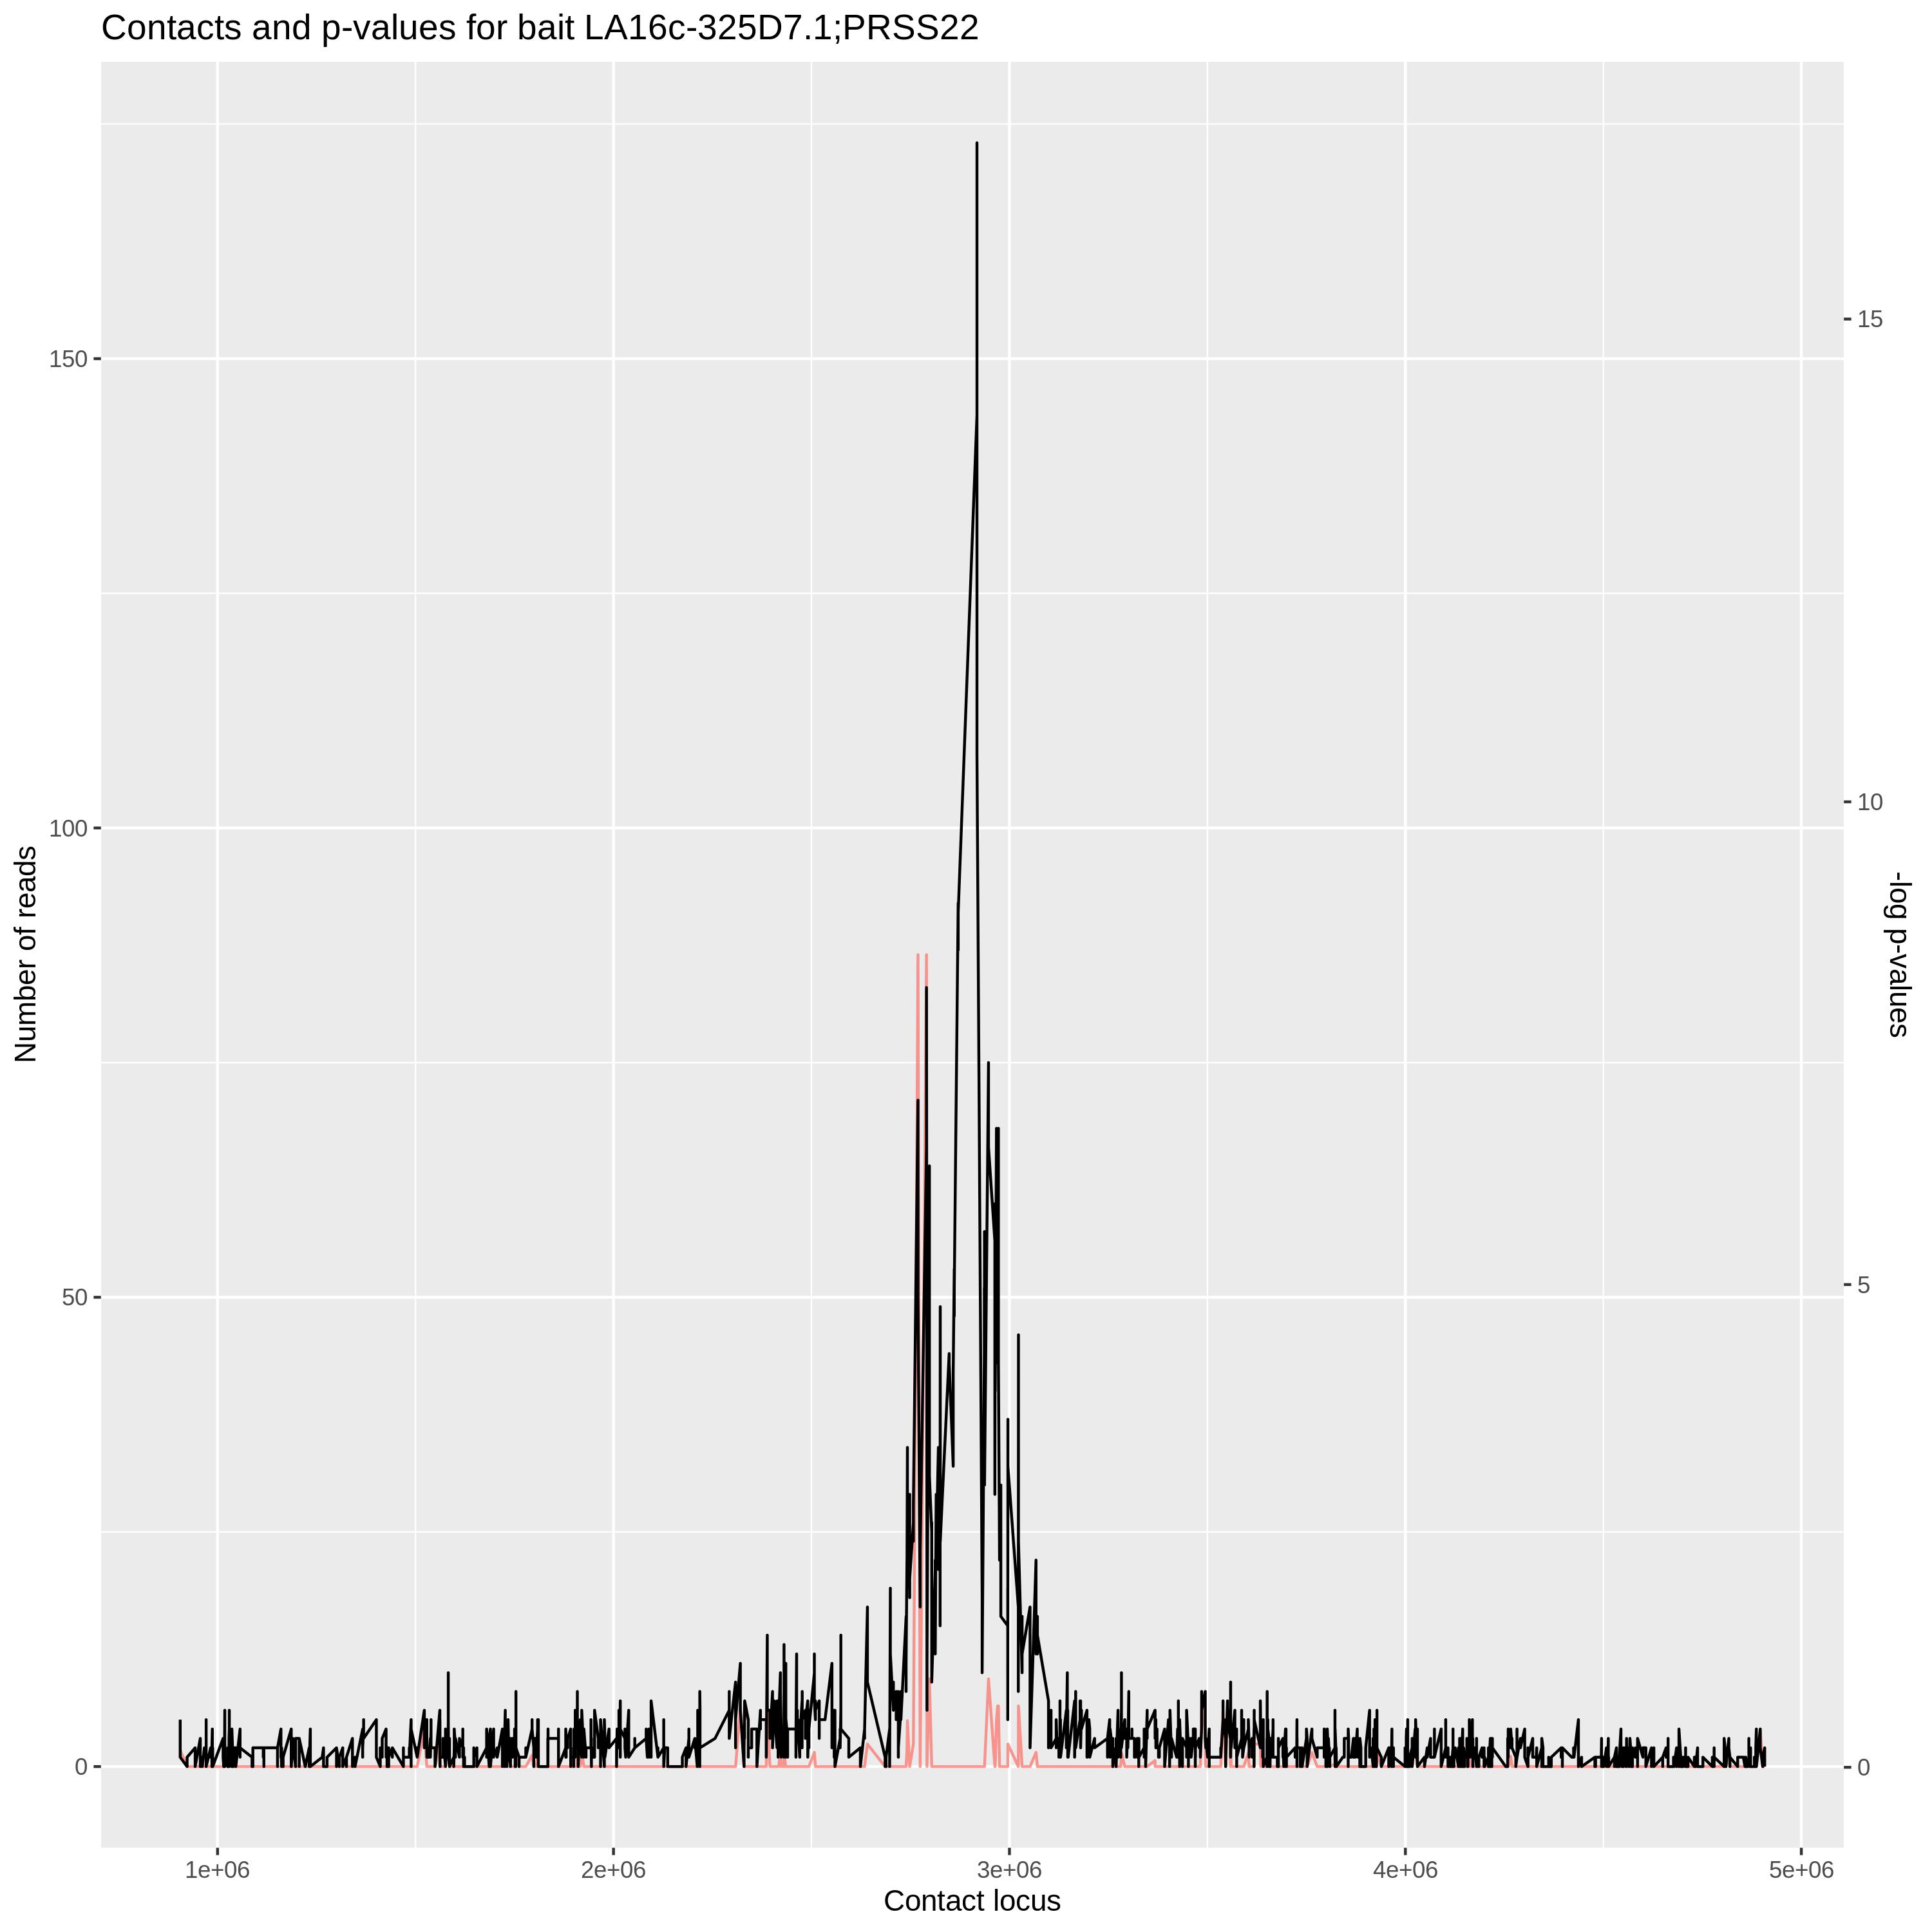 Contacts and p-values for bait LA16c-325D7.1;PRSS22
150
100
50
0
Number of reads
15
10
5
0
-log p-values
1e+06 2e+06 3e+06 4e+06 5e+06
Contact locus